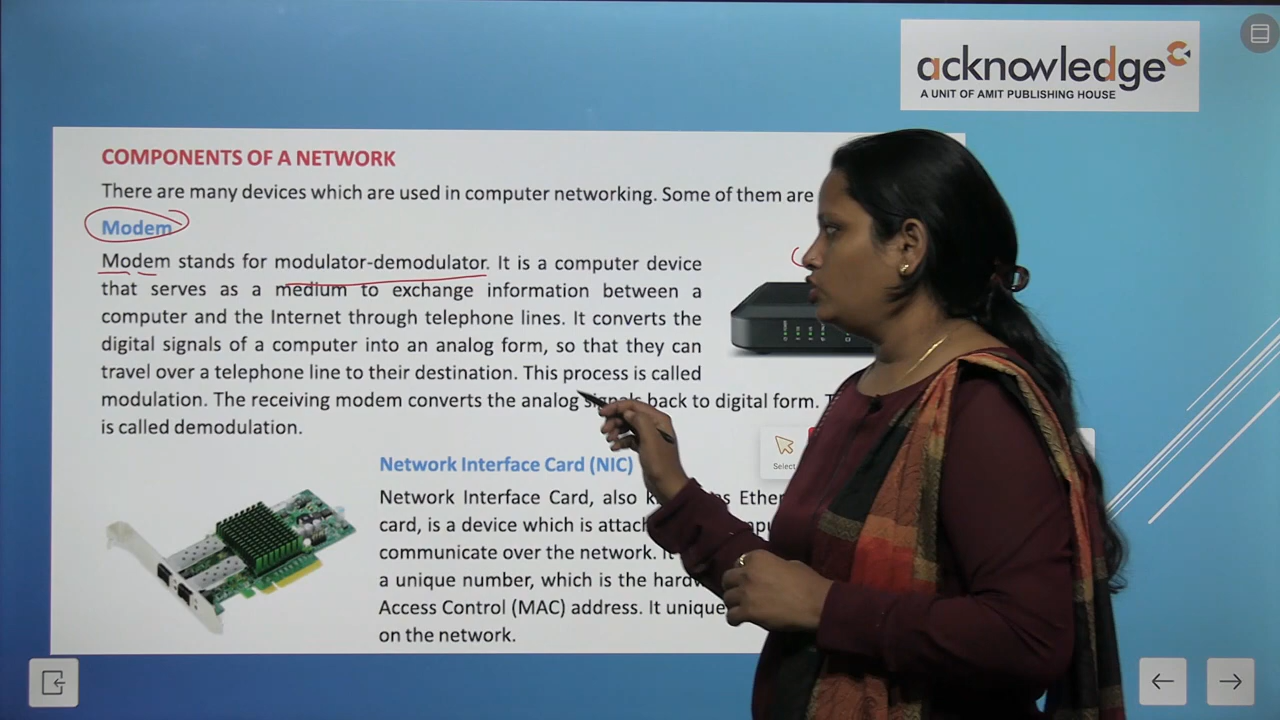 acknowledge
A UNIT OF AMIT PUBLISHING HOUSE
COMPONENTS OF A NETWORK
There are many devices which are used in computer networking. Some of them are
Modem
Modem stands for modulator-demodulator. It is a computer device
that serves as a medium to exchange information between a
computer and the Internet through telephone lines. It converts the
digital signals of a computer into an analog form, so that they can
travel over a telephone line to their destination. This process is called
modulation. The receiving modem converts the analog signals back to digital form.
is called demodulation.
Select
Network Interface Card (NIC)
Network Interface Card, also
card, is a device which is
communicate over the network.
a unique number, which is the
Access Control (MAC) address. It
on the network.